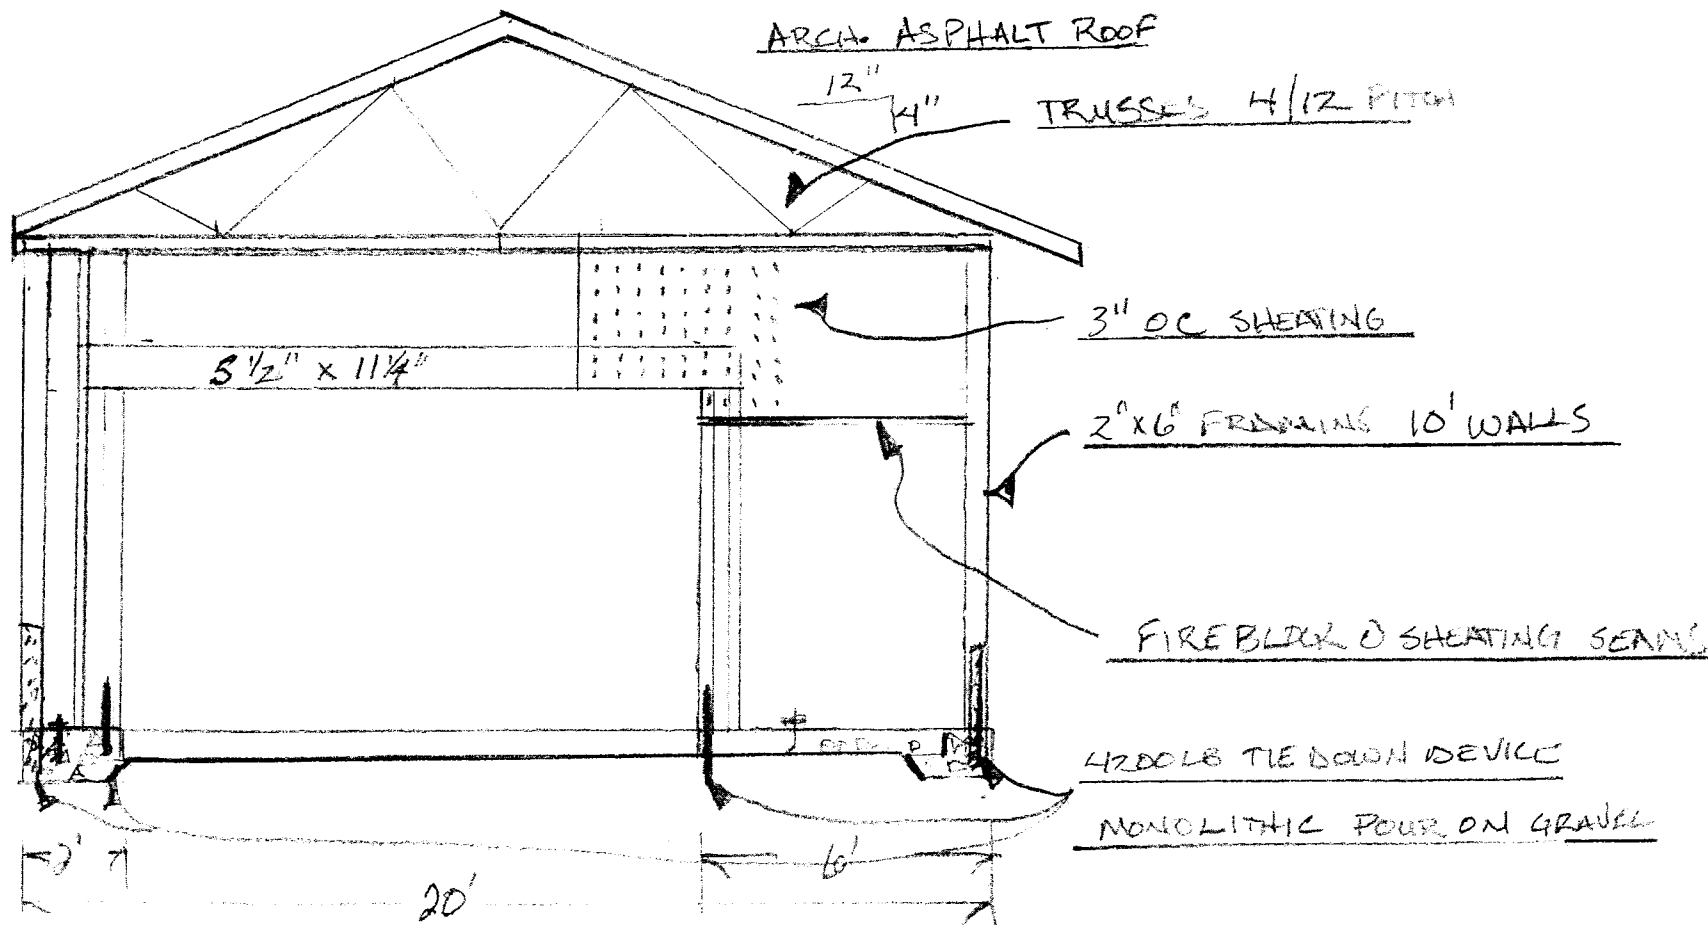 ARCH. ASPHALT ROOF
12"
4"
TRUSSES 4/12 PITCH
3" OC SHEATING
5 1/2" x 11 1/4"
2"x6" FRAMING 10' WALLS
FIREBLOCK @ SHEATING SEAMS
4200LB TIE DOWN DEVICE
MONOLITHIC POUR ON GRAVEL
2'
6'
20'